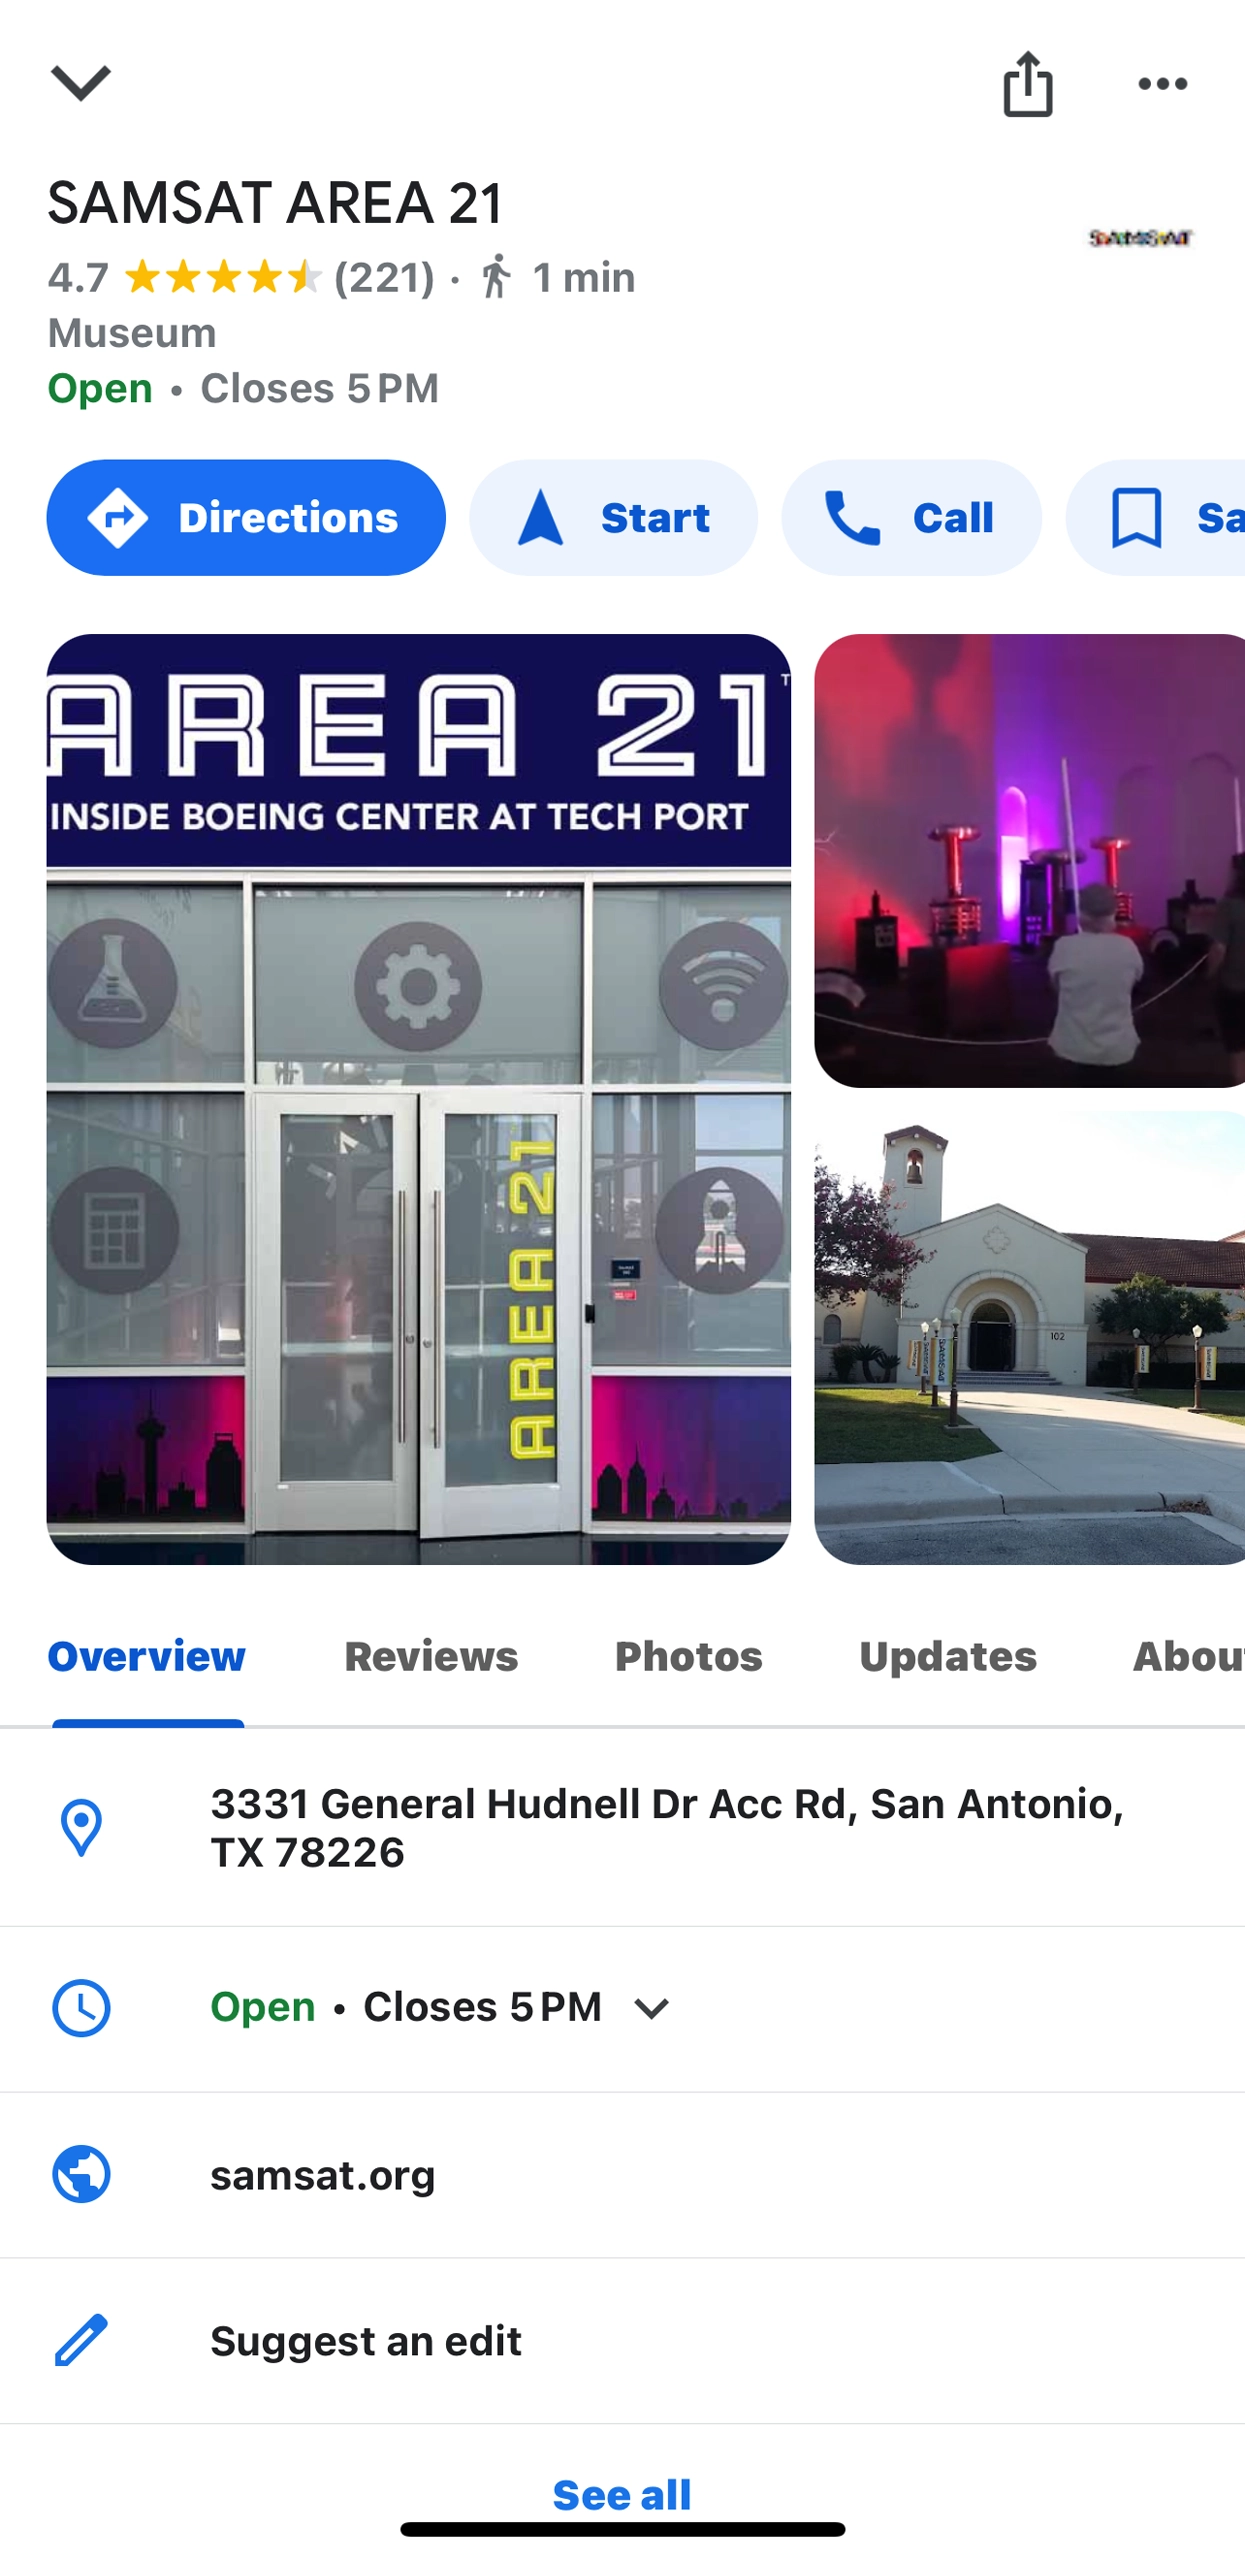 SAMSAT AREA 21
4.7 (221) · 1 min
Museum
Open • Closes 5 PM
Directions
Start
Call
Sa
AREA 21
INSIDE BOEING CENTER AT TECH PORT
AREA 21
102
Overview
Reviews
Photos
Updates
Abou
3331 General Hudnell Dr Acc Rd, San Antonio,
TX 78226
Open • Closes 5 PM
samsat.org
Suggest an edit
See all